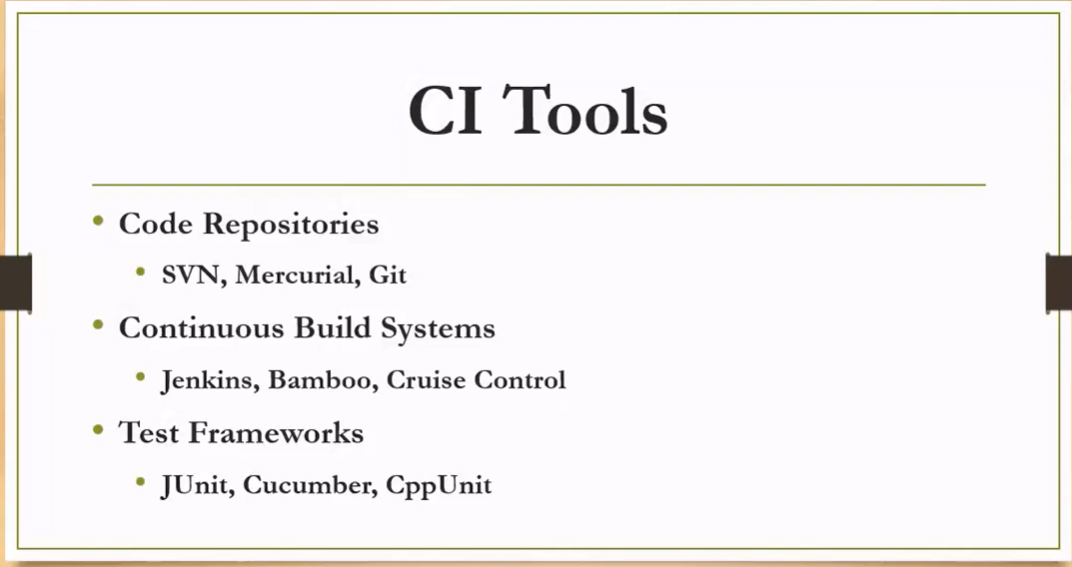 CI Tools
Code Repositories
SVN, Mercurial, Git
Continuous Build Systems
Jenkins, Bamboo, Cruise Control
Test Frameworks
JUnit, Cucumber, CppUnit